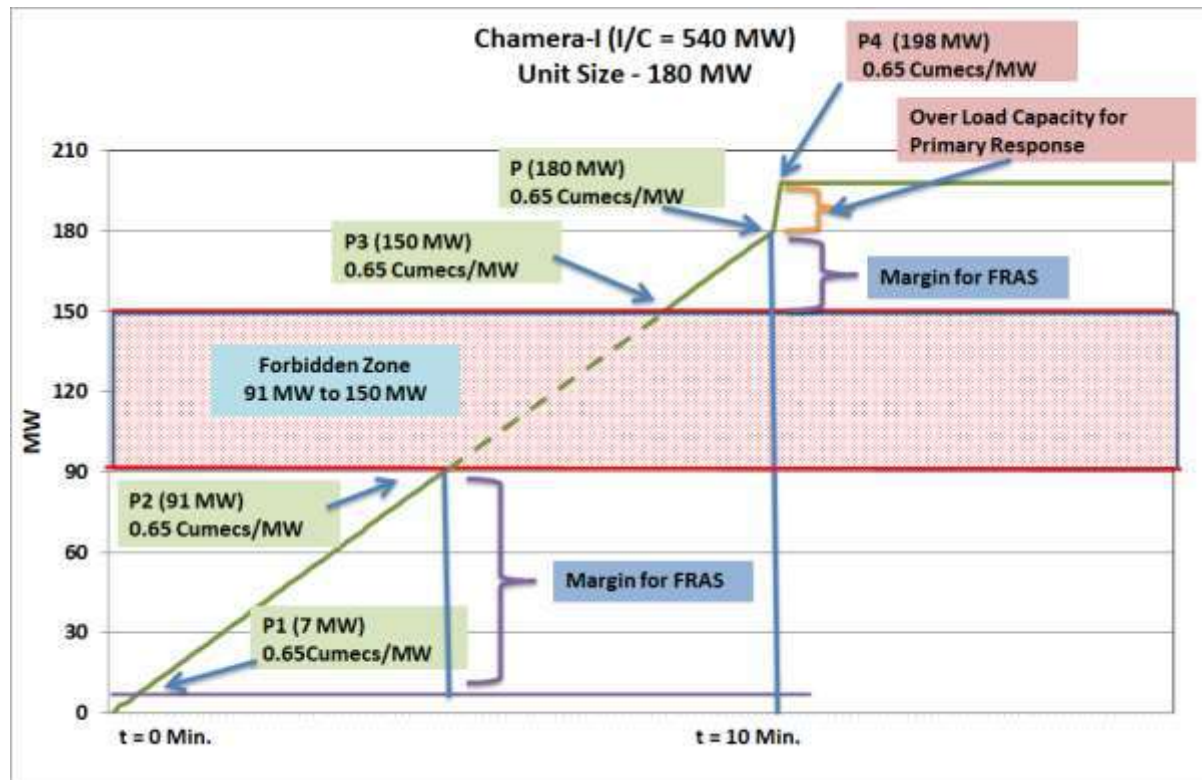 Chamera-I (I/C = 540 MW)
Unit Size - 180 MW
P4 (198 MW)
0.65 Cumecs/MW
Over Load Capacity for
Primary Response
P (180 MW)
0.65 Cumecs/MW
P3 (150 MW)
0.65 Cumecs/MW
Margin for FRAS
Forbidden Zone
91 MW to 150 MW
P2 (91 MW)
0.65 Cumecs/MW
Margin for FRAS
P1 (7 MW)
0.65Cumecs/MW
MW
210
180
150
120
90
60
30
0
t = 0 Min.
t = 10 Min.